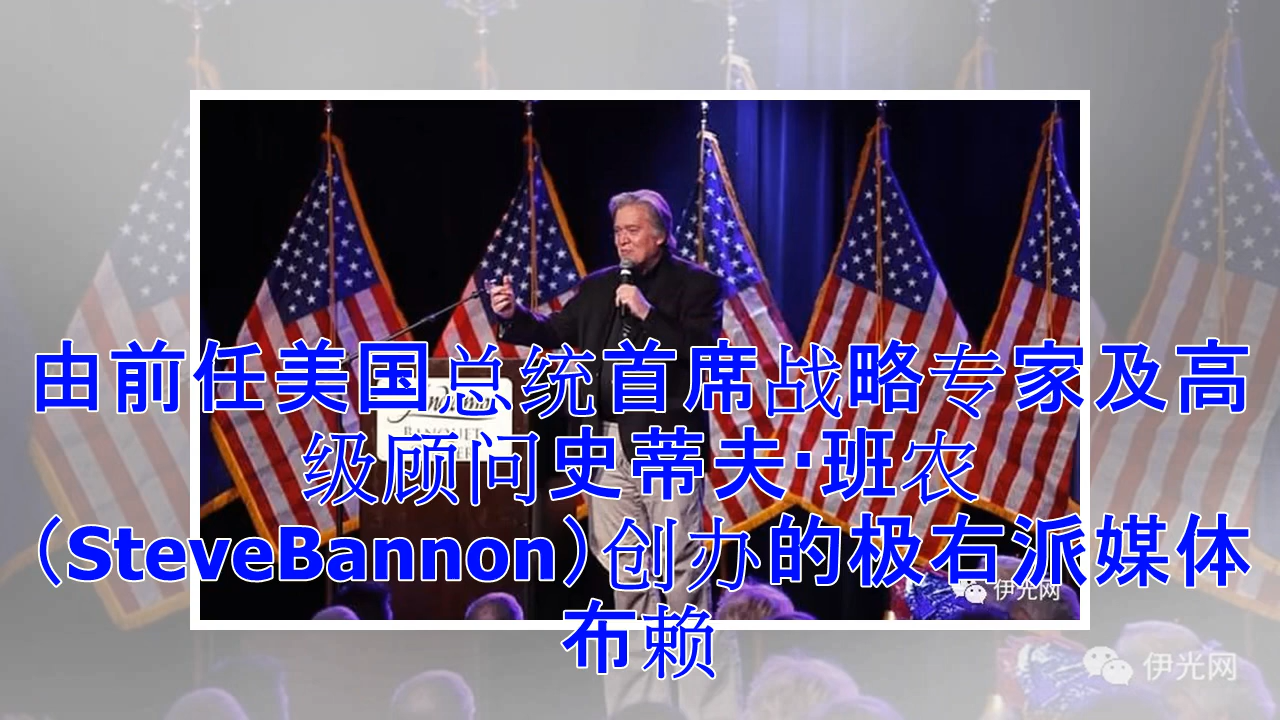 由前任美国总统首席战略专家及高
级顾问史蒂夫·班农
（SteveBannon）创办的极右派媒体
布赖
BANQUET
伊光网
伊光网